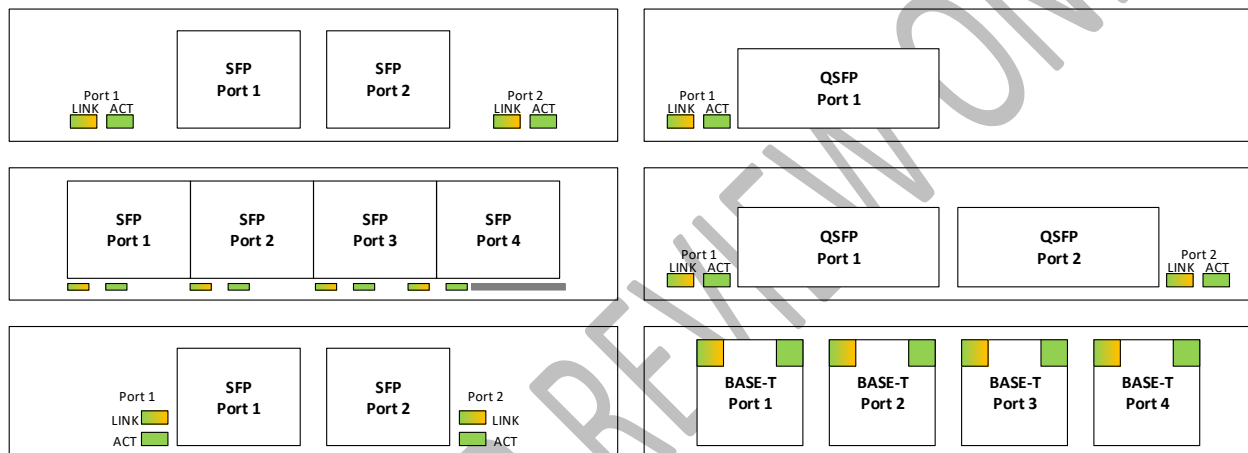 SFP
Port 1
SFP
Port 2
Port 1
LINK ACT
Port 2
LINK ACT
QSFP
Port 1
Port 1
LINK ACT
SFP
Port 1
SFP
Port 2
SFP
Port 3
SFP
Port 4
QSFP
Port 1
QSFP
Port 2
Port 1
LINK ACT
Port 2
LINK ACT
SFP
Port 1
SFP
Port 2
Port 1
LINK
ACT
Port 2
LINK
ACT
BASE-T
Port 1
BASE-T
Port 2
BASE-T
Port 3
BASE-T
Port 4
REVIEW